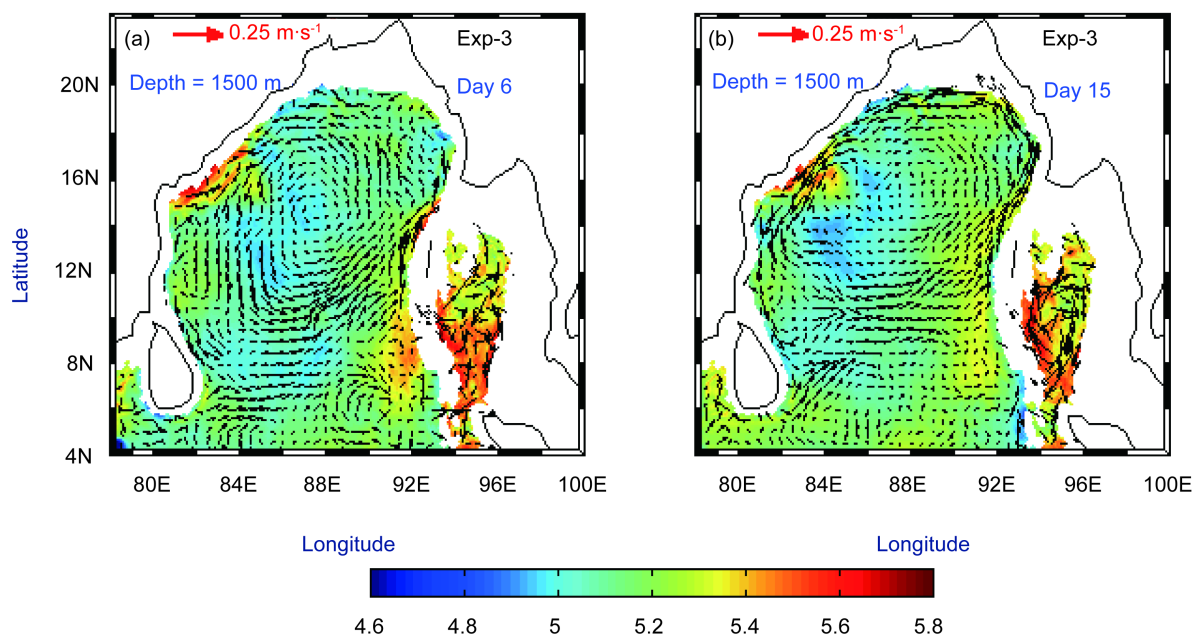 (a) 0.25 m·s⁻¹ Exp-3
Depth = 1500 m Day 6
(b) 0.25 m·s⁻¹ Exp-3
Depth = 1500 m Day 15
Latitude
20N
16N
12N
8N
4N
80E 84E 88E 92E 96E 100E
80E 84E 88E 92E 96E 100E
Longitude Longitude
4.6 4.8 5 5.2 5.4 5.6 5.8